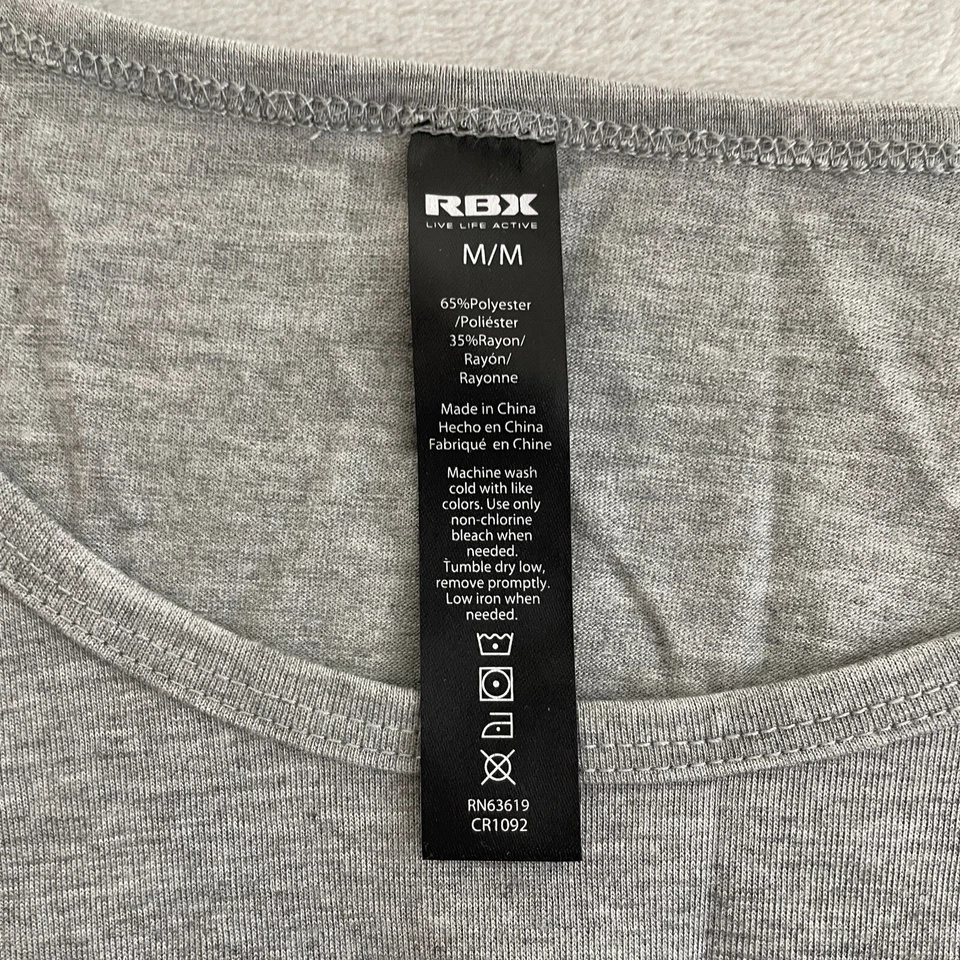 RBX
LIVE LIFE ACTIVE
M/M
65%Polyester
/Poliéster
35%Rayon/
Rayón/
Rayonne
Made in China
Hecho en China
Fabriqué en Chine
Machine wash
cold with like
colors. Use only
non-chlorine
bleach when
needed.
Tumble dry low,
remove promptly.
Low iron when
needed.
RN63619
CR1092